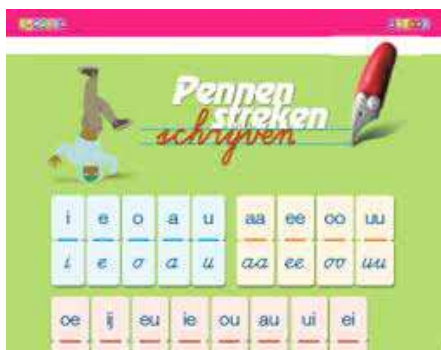 Pennen
streken
schrijven
i e o a u aa ee oo uu
i e o a u aa ee oo uu
oe ij eu ie ou au ui ei